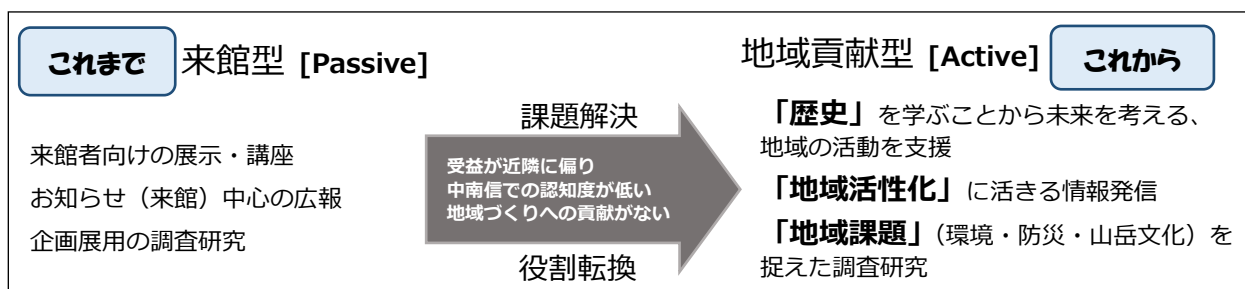 これまで 来館型 [Passive]
来館者向けの展示・講座
お知らせ（来館）中心の広報
企画展用の調査研究
課題解決
受益が近隣に偏り
中南信での認知度が低い
地域づくりへの貢献がない
役割転換
地域貢献型 [Active] これから
「歴史」を学ぶことから未来を考える、
地域の活動を支援
「地域活性化」に活きる情報発信
「地域課題」（環境・防災・山岳文化）を
捉えた調査研究